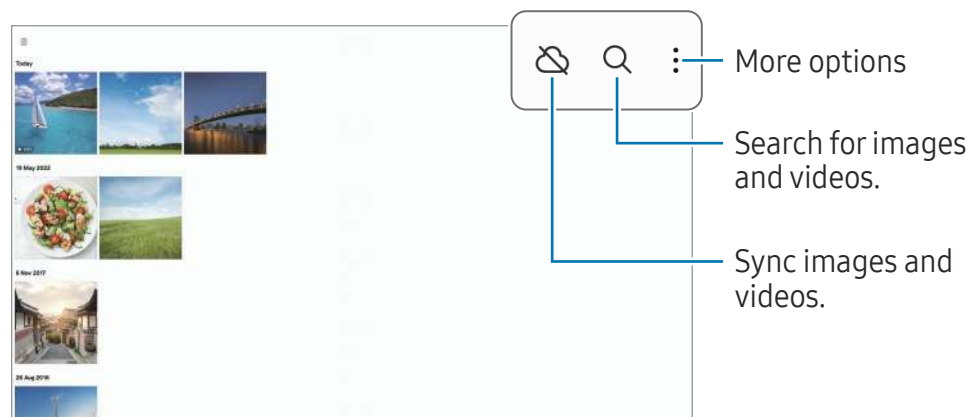 Today
More options
Search for images
and videos.
19 May 2022
Sync images and
videos.
6 Nov 2017
26 Aug 2016